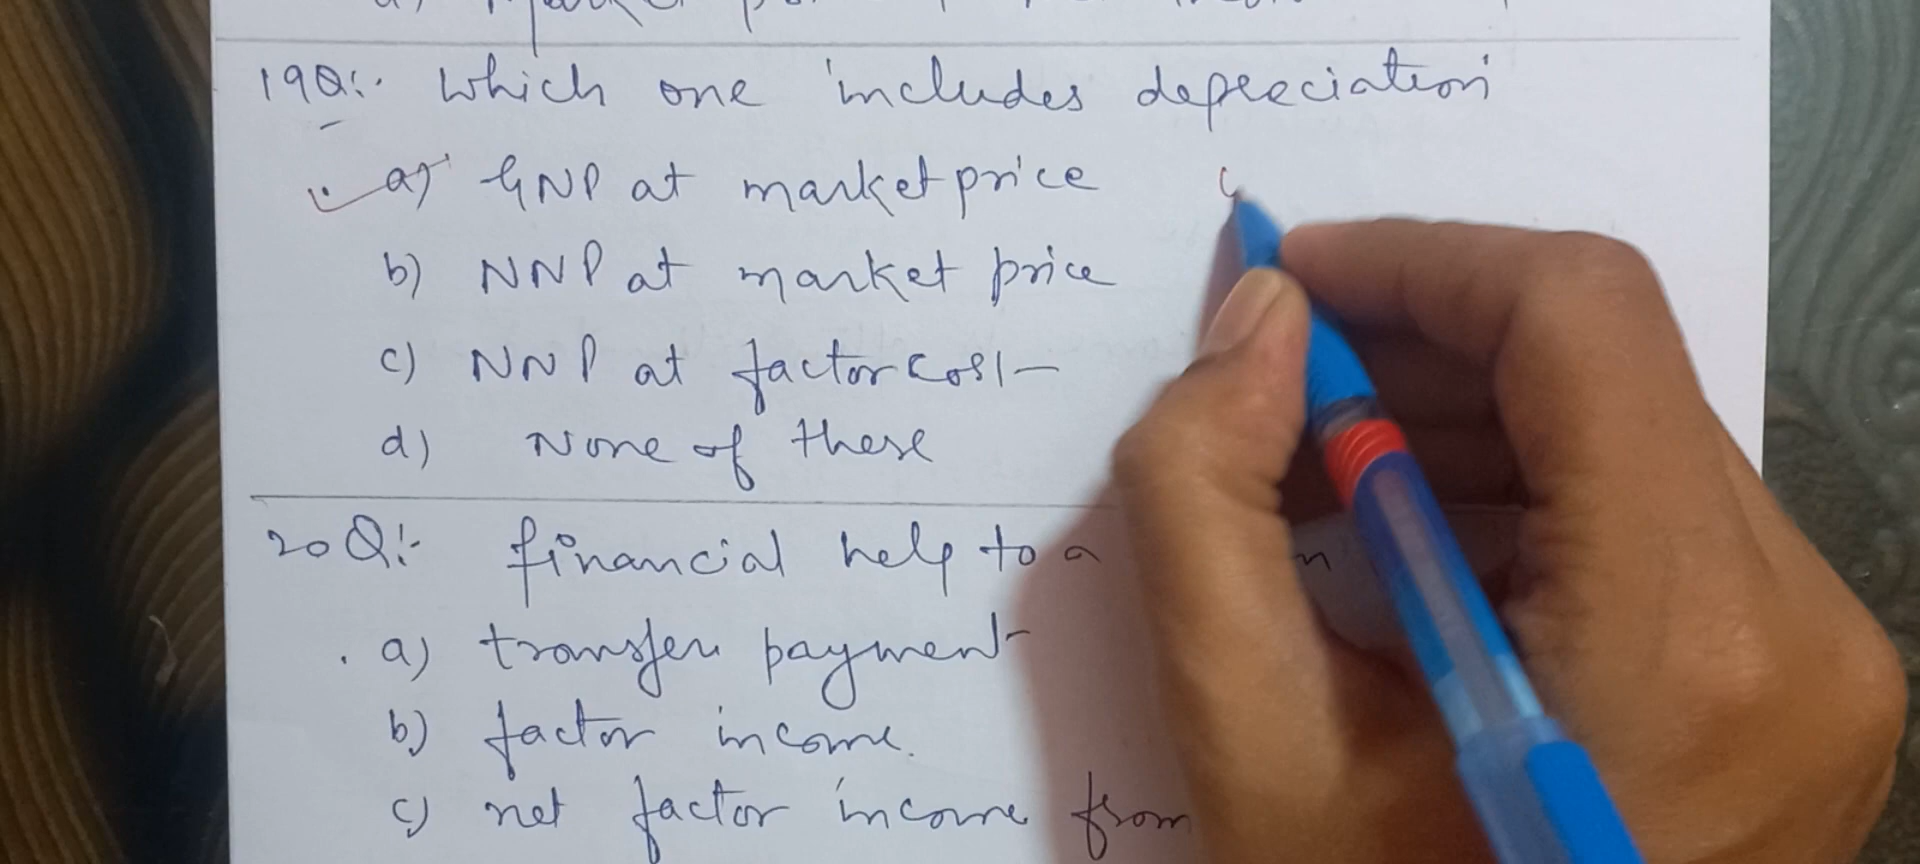 19Q:. Which one includes depreciation
a) GNP at market price
b) NNP at market price
c) NNP at factor cost
d) None of these
20Q:- financial help to a
a) transfer payment
b) factor income.
c) net factor income from